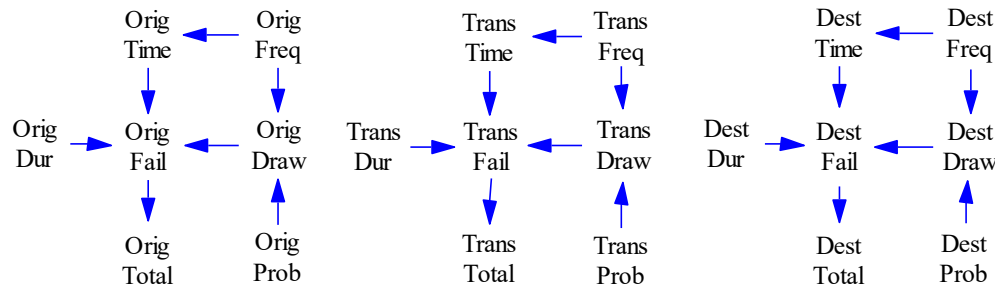 Orig
Time
Orig
Freq
Orig
Dur
Orig
Fail
Orig
Draw
Orig
Total
Orig
Prob
Trans
Time
Trans
Freq
Trans
Dur
Trans
Fail
Trans
Draw
Trans
Total
Trans
Prob
Dest
Time
Dest
Freq
Dest
Dur
Dest
Fail
Dest
Draw
Dest
Total
Dest
Prob